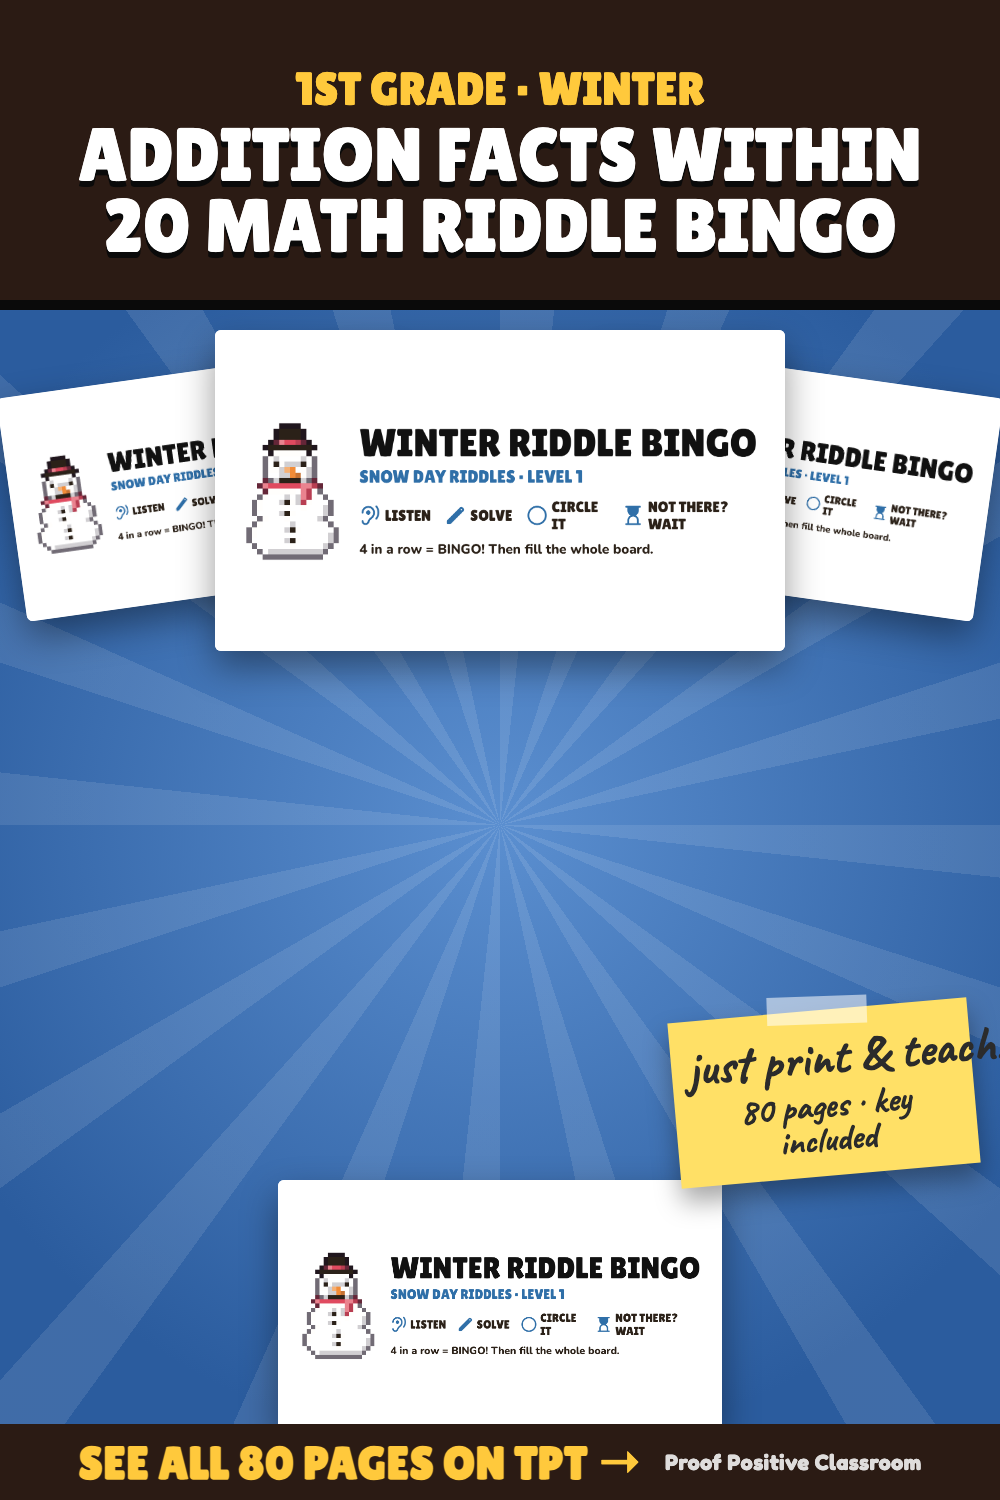 1ST GRADE · WINTER
ADDITION FACTS WITHIN
20 MATH RIDDLE BINGO
WINTER
SNOW DAY RIDDLES
LISTEN
SOLV
4 in a row = BINGO! T
WINTER RIDDLE BINGO
SNOW DAY RIDDLES · LEVEL 1
LISTEN SOLVE CIRCLE IT NOT THERE? WAIT
4 in a row = BINGO! Then fill the whole board.
R RIDDLE BINGO
LES · LEVEL 1
VE CIRCLE IT NOT THERE? WAIT
hen fill the whole board.
just print & teach
80 pages · key
included
WINTER RIDDLE BINGO
SNOW DAY RIDDLES · LEVEL 1
LISTEN SOLVE CIRCLE IT NOT THERE? WAIT
4 in a row = BINGO! Then fill the whole board.
SEE ALL 80 PAGES ON TPT → Proof Positive Classroom